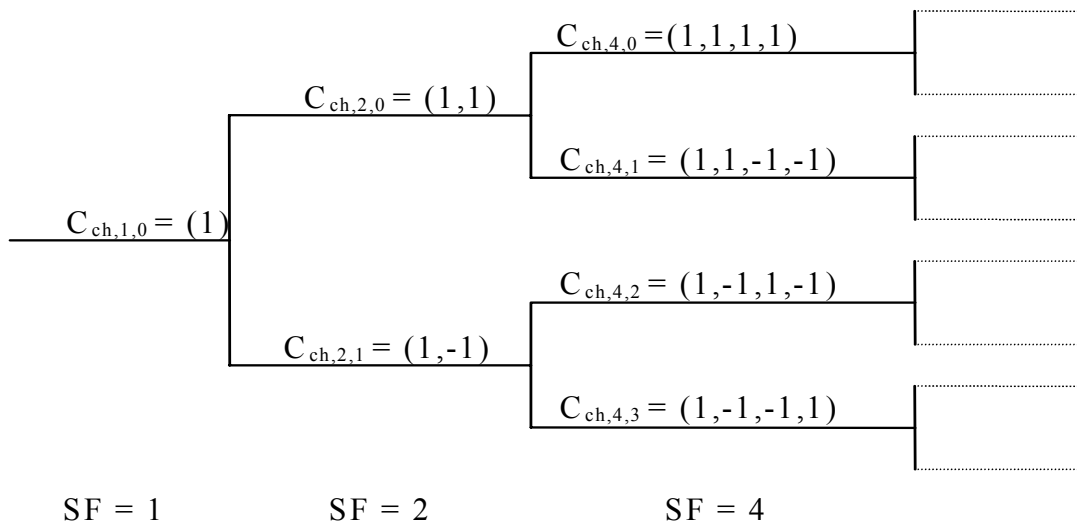 C ch,4,0 =(1,1,1,1)
C ch,2,0 = (1,1)
C ch,4,1 = (1,1,-1,-1)
C ch,1,0 = (1)
C ch,4,2 = (1,-1,1,-1)
C ch,2,1 = (1,-1)
C ch,4,3 = (1,-1,-1,1)
SF = 1 SF = 2 SF = 4